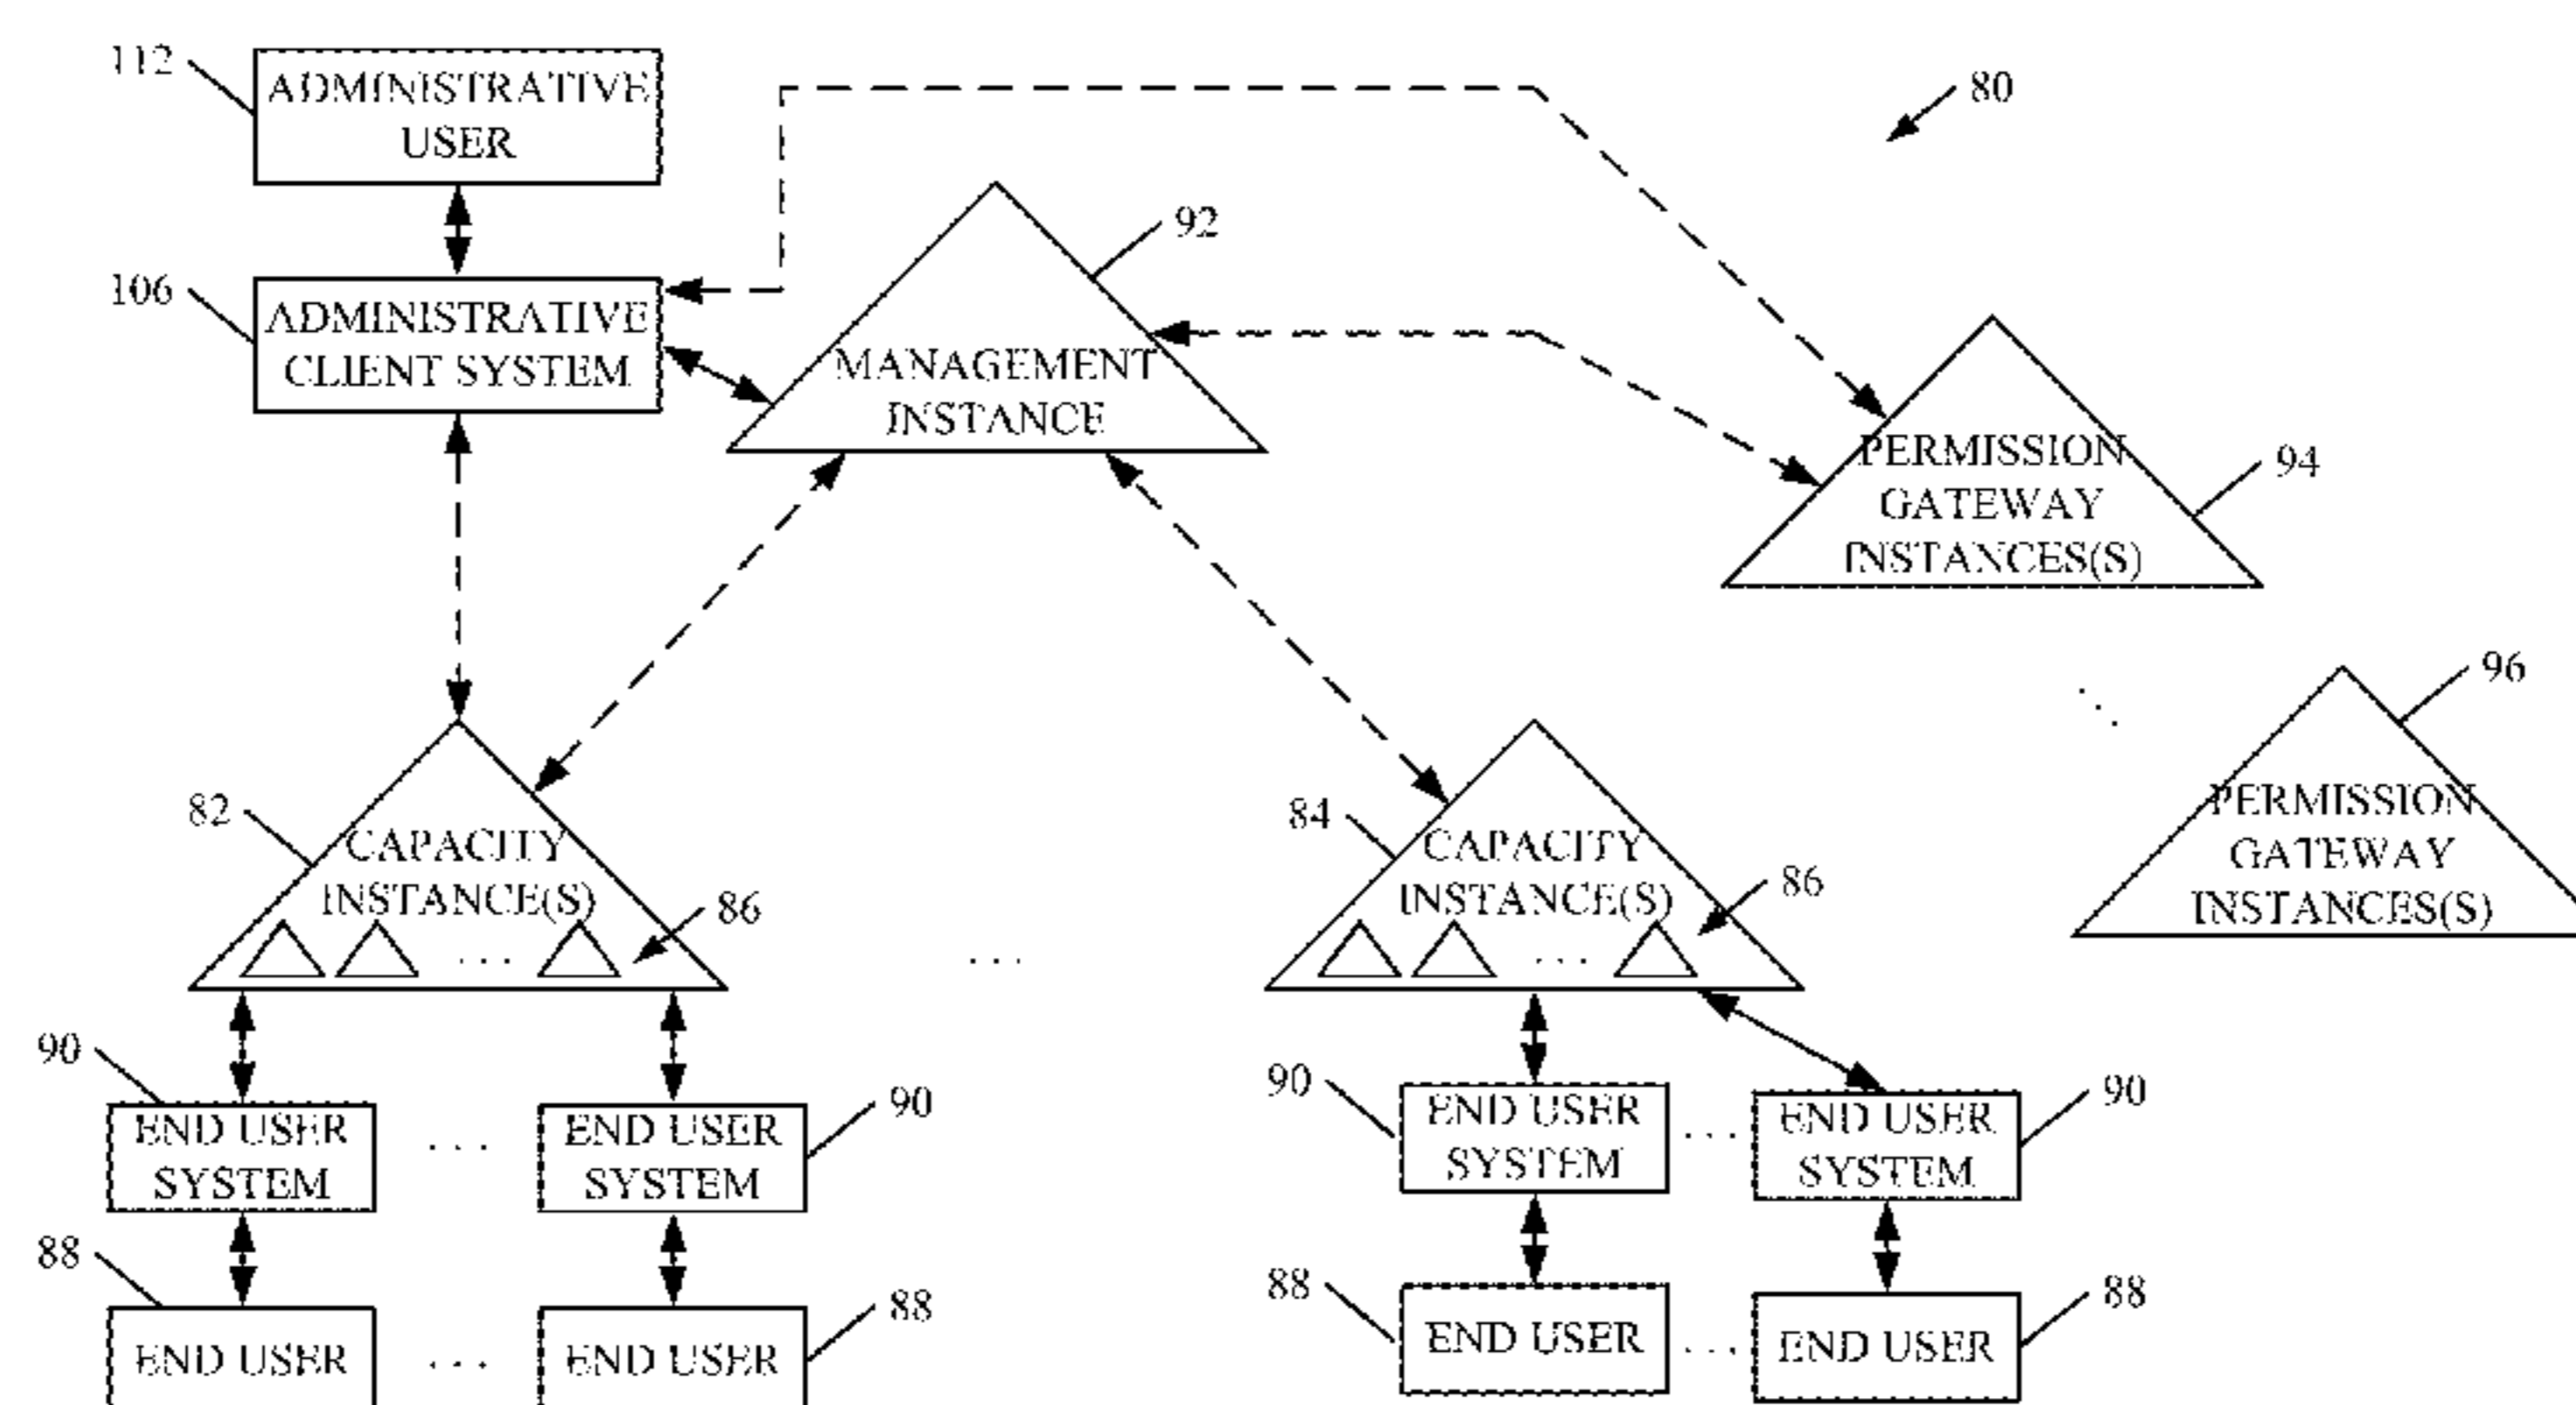 112
ADMINISTRATIVE
USER
80
92
106
ADMINISTRATIVE
CLIENT SYSTEM
MANAGEMENT
INSTANCE
PERMISSION
GATEWAY
INSTANCES(S)
94
96
PERMISSION
GATEWAY
INSTANCES(S)
82
CAPACITY
INSTANCE(S)
86
...
...
84
CAPACITY
INSTANCE(S)
86
...
90
END USER
SYSTEM
...
END USER
SYSTEM
90
90
END USER
SYSTEM
...
END USER
SYSTEM
90
88
END USER
...
END USER
88
88
END USER
...
END USER
88